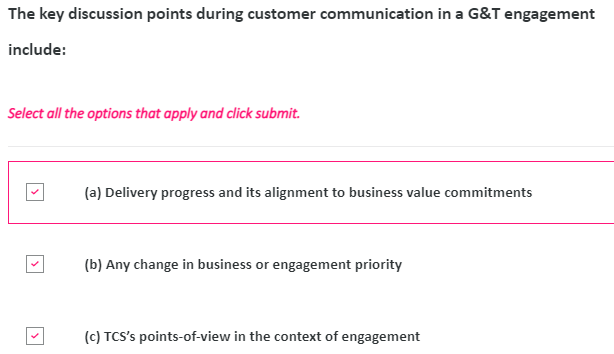 The key discussion points during customer communication in a G&T engagement
include:
Select all the options that apply and click submit.
(a) Delivery progress and its alignment to business value commitments
(b) Any change in business or engagement priority
(c) TCS’s points-of-view in the context of engagement